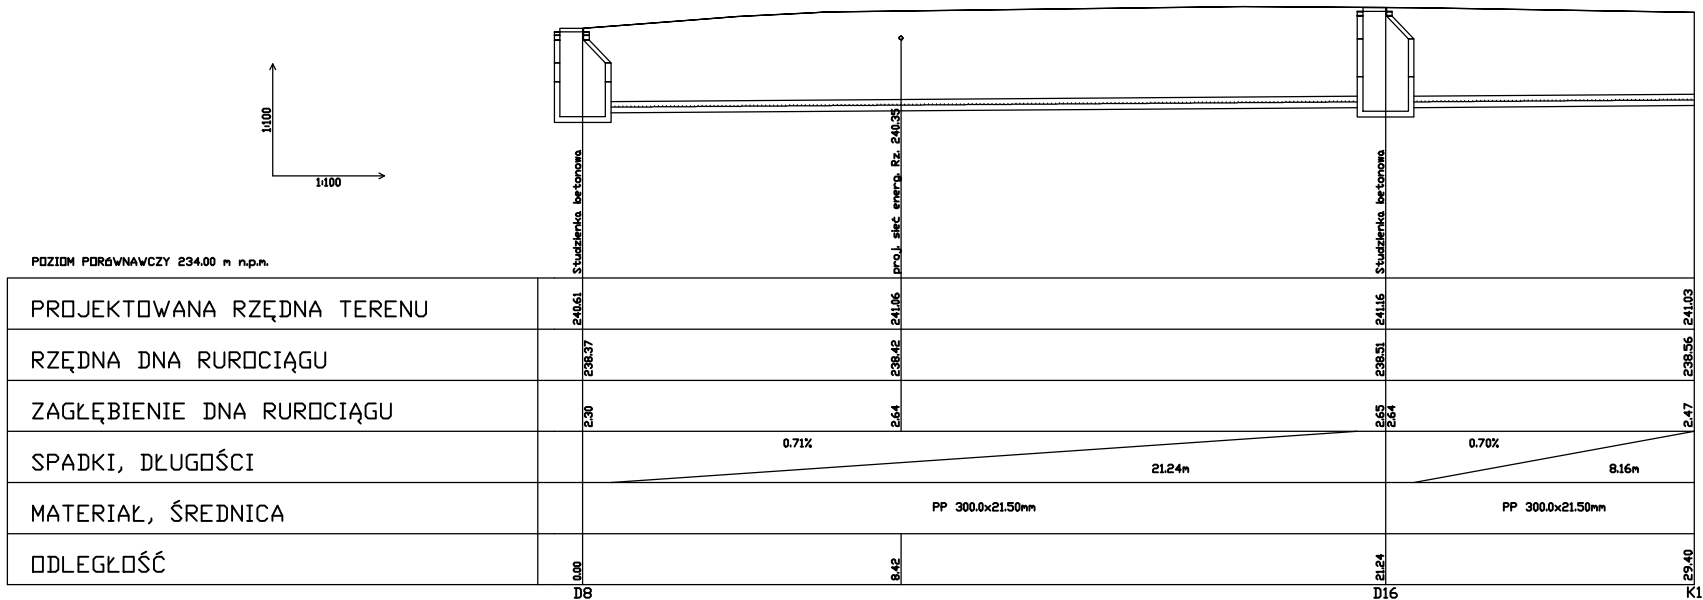 1:100
1:100
Studzienka betonowa
proj. sieć energ. Rz. 240.35
Studzienka betonowa
POZIOM PORÓWNAWCZY 234.00 m n.p.m.
PROJEKTOWANA RZĘDNA TERENU 240.61 241.06 241.16 241.03
RZĘDNA DNA RUROCIĄGU 238.37 238.42 238.51 238.56
ZAGŁĘBIENIE DNA RUROCIĄGU 2.30 2.64 2.65 2.64 2.47
SPADKI, DŁUGOŚCI 0.71% 21.24m 0.70% 8.16m
MATERIAŁ, ŚREDNICA PP 300.0x21.50mm PP 300.0x21.50mm
ODLEGŁOŚĆ 0.00 8.42 21.24 29.40
D8 D16 K1